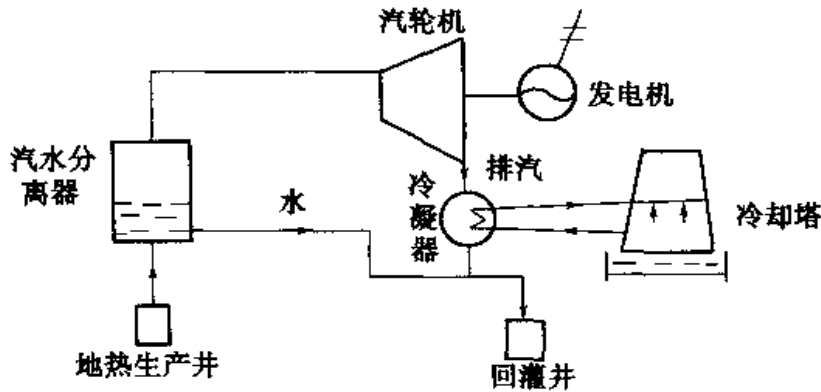 汽轮机
发电机
汽水分
离器
排汽
冷
凝
器
水
冷却塔
地热生产井
回灌井